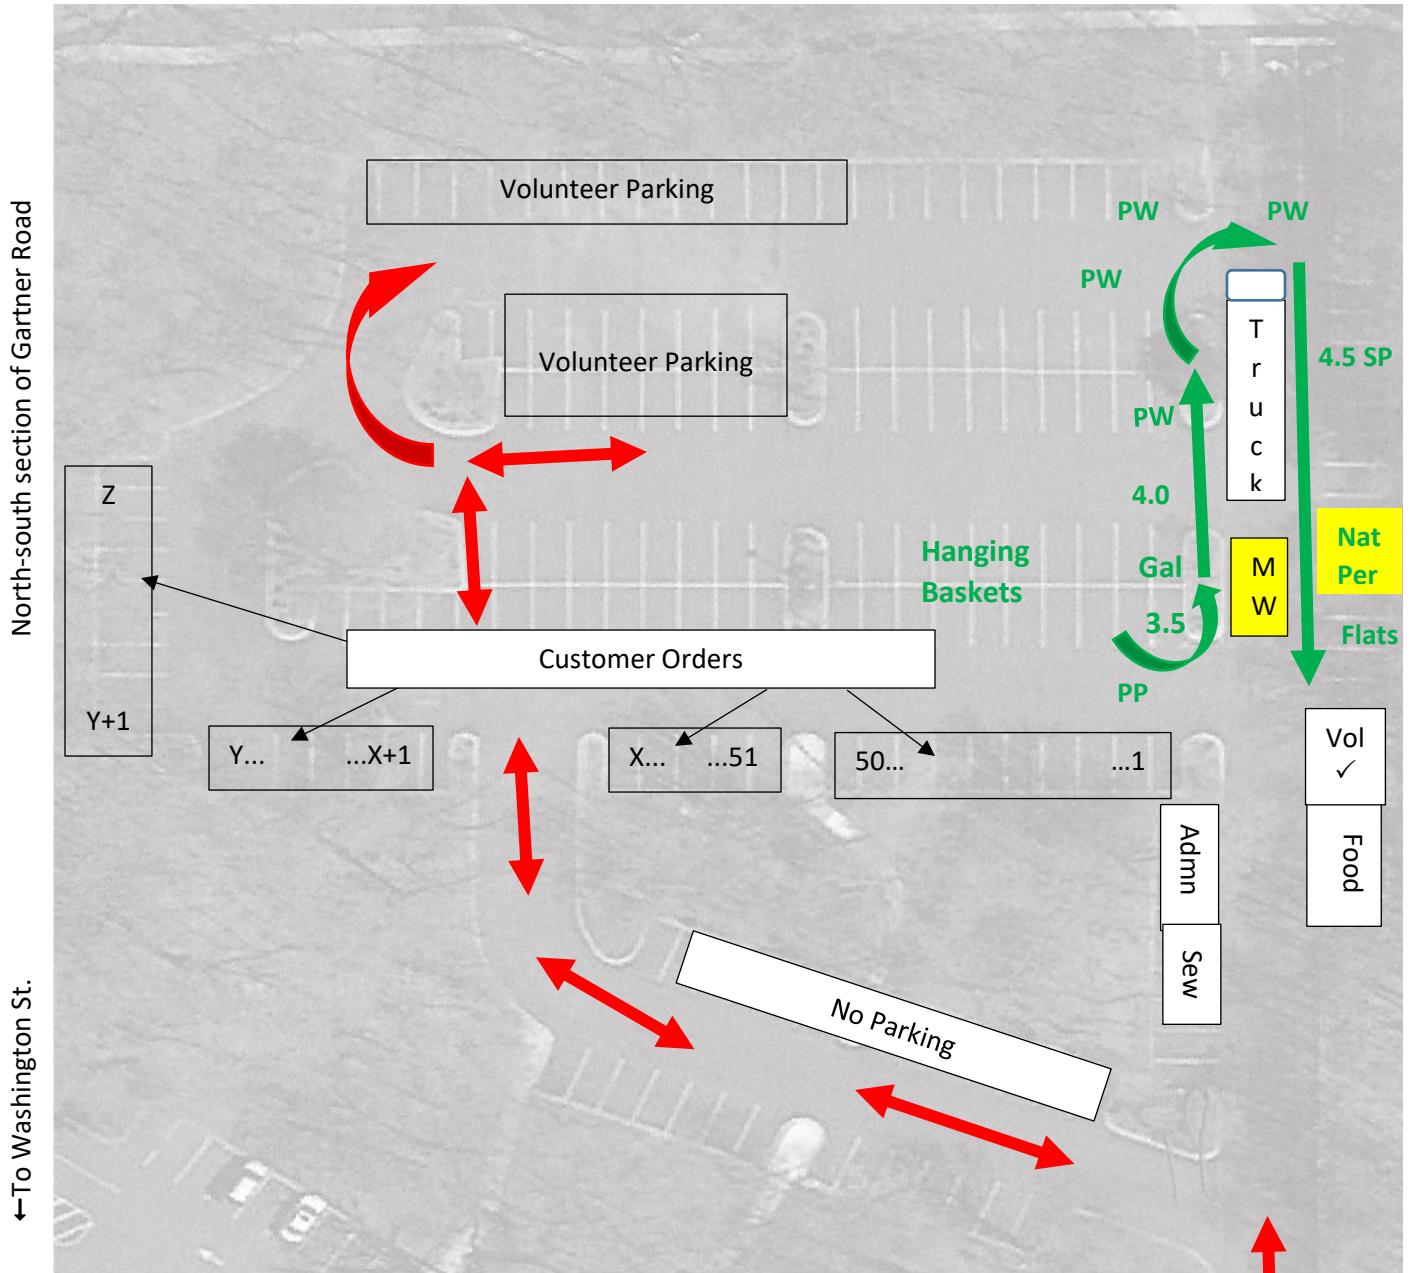 North-south section of Gartner Road
←To Washington St.
Volunteer Parking
Volunteer Parking
PW
PW
PW
PW
T
r
u
c
k
4.5 SP
4.0
Hanging
Baskets
Gal
3.5
PP
M
W
Nat
Per
Flats
Z
Y+1
Customer Orders
Y... ...X+1
X... ...51
50... ...1
Vol
✓
Food
Admn
Sew
No Parking